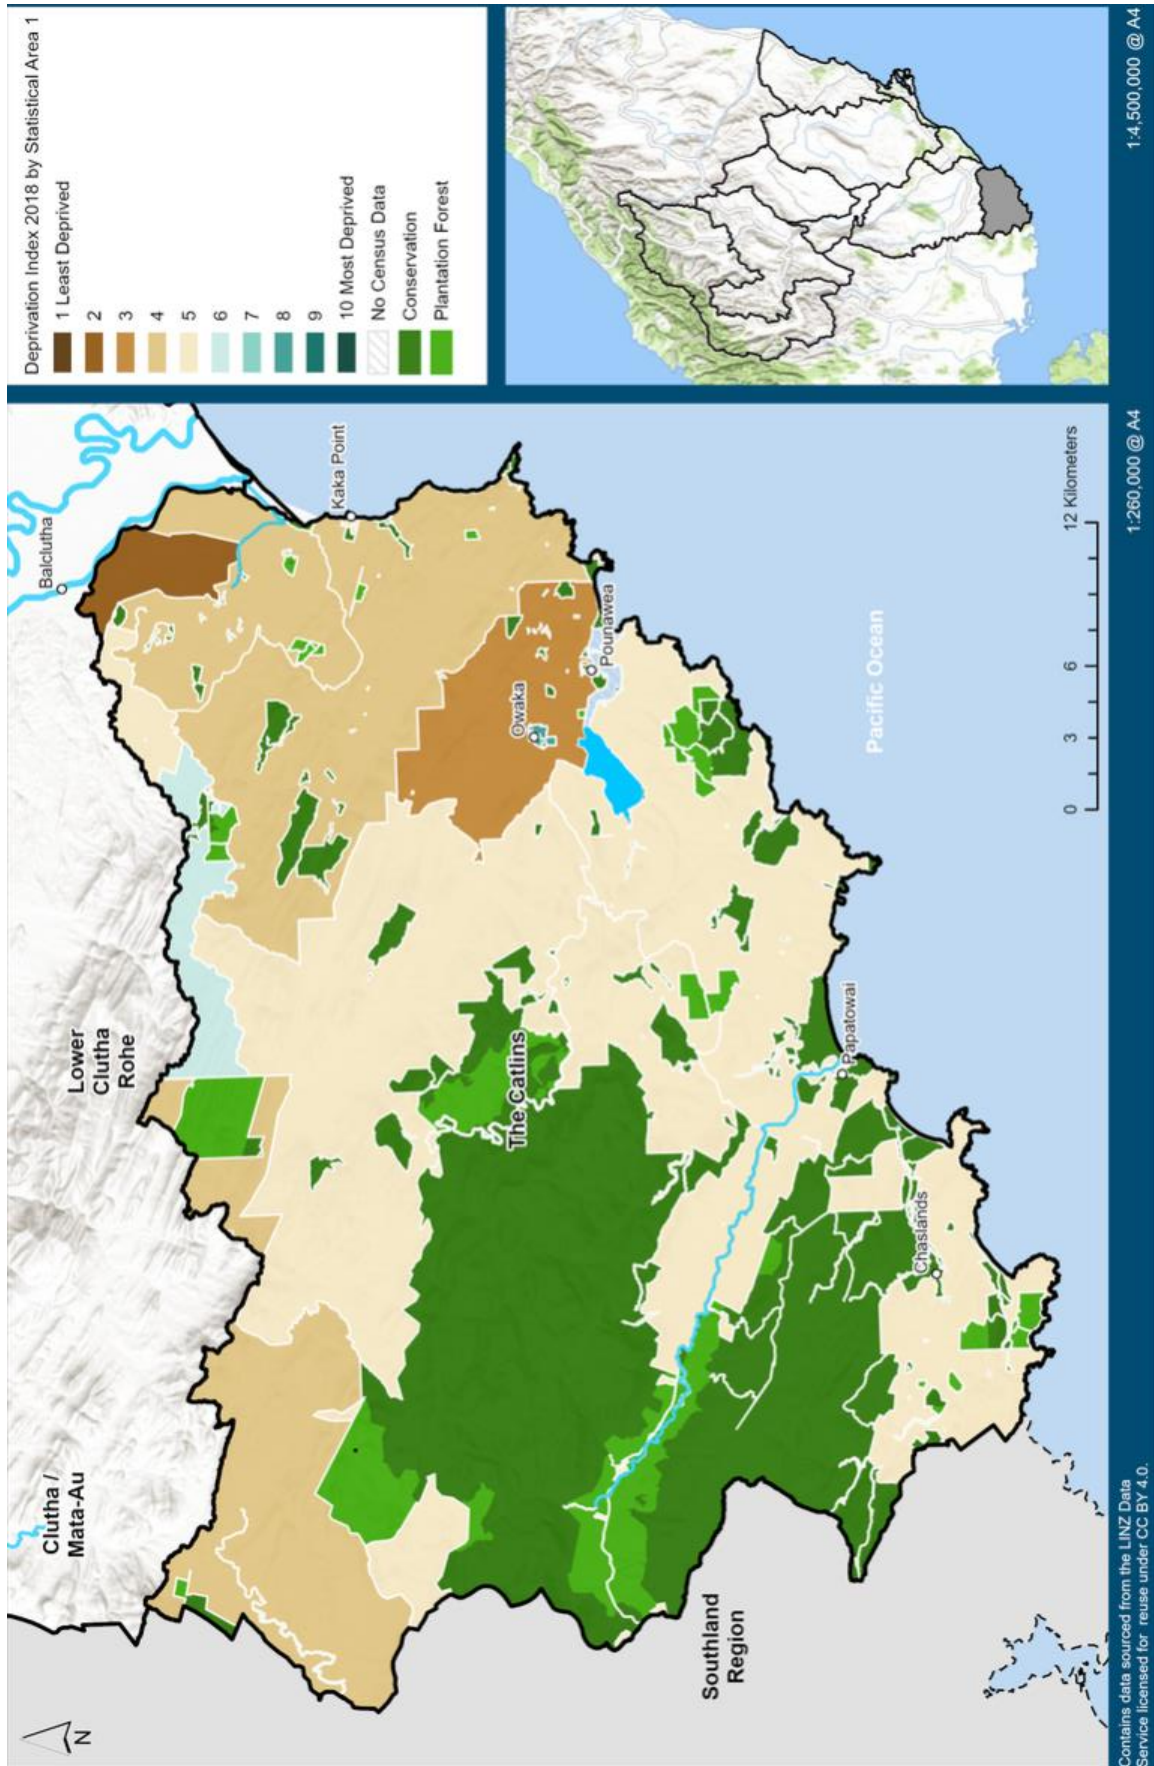 N
Clutha /
Mata-Au
Lower
Clutha
Rohe
Balclutha
Kaka Point
Owaka
Pounawea
The Catlins
Papatowai
Chaslands
Southland
Region
Pacific Ocean
0
3
6
12 Kilometers
Deprivation Index 2018 by Statistical Area 1
1 Least Deprived
2
3
4
5
6
7
8
9
10 Most Deprived
No Census Data
Conservation
Plantation Forest
Contains data sourced from the LINZ Data
Service licensed for reuse under CC BY 4.0.
1:260,000 @ A4
1:4,500,000 @ A4